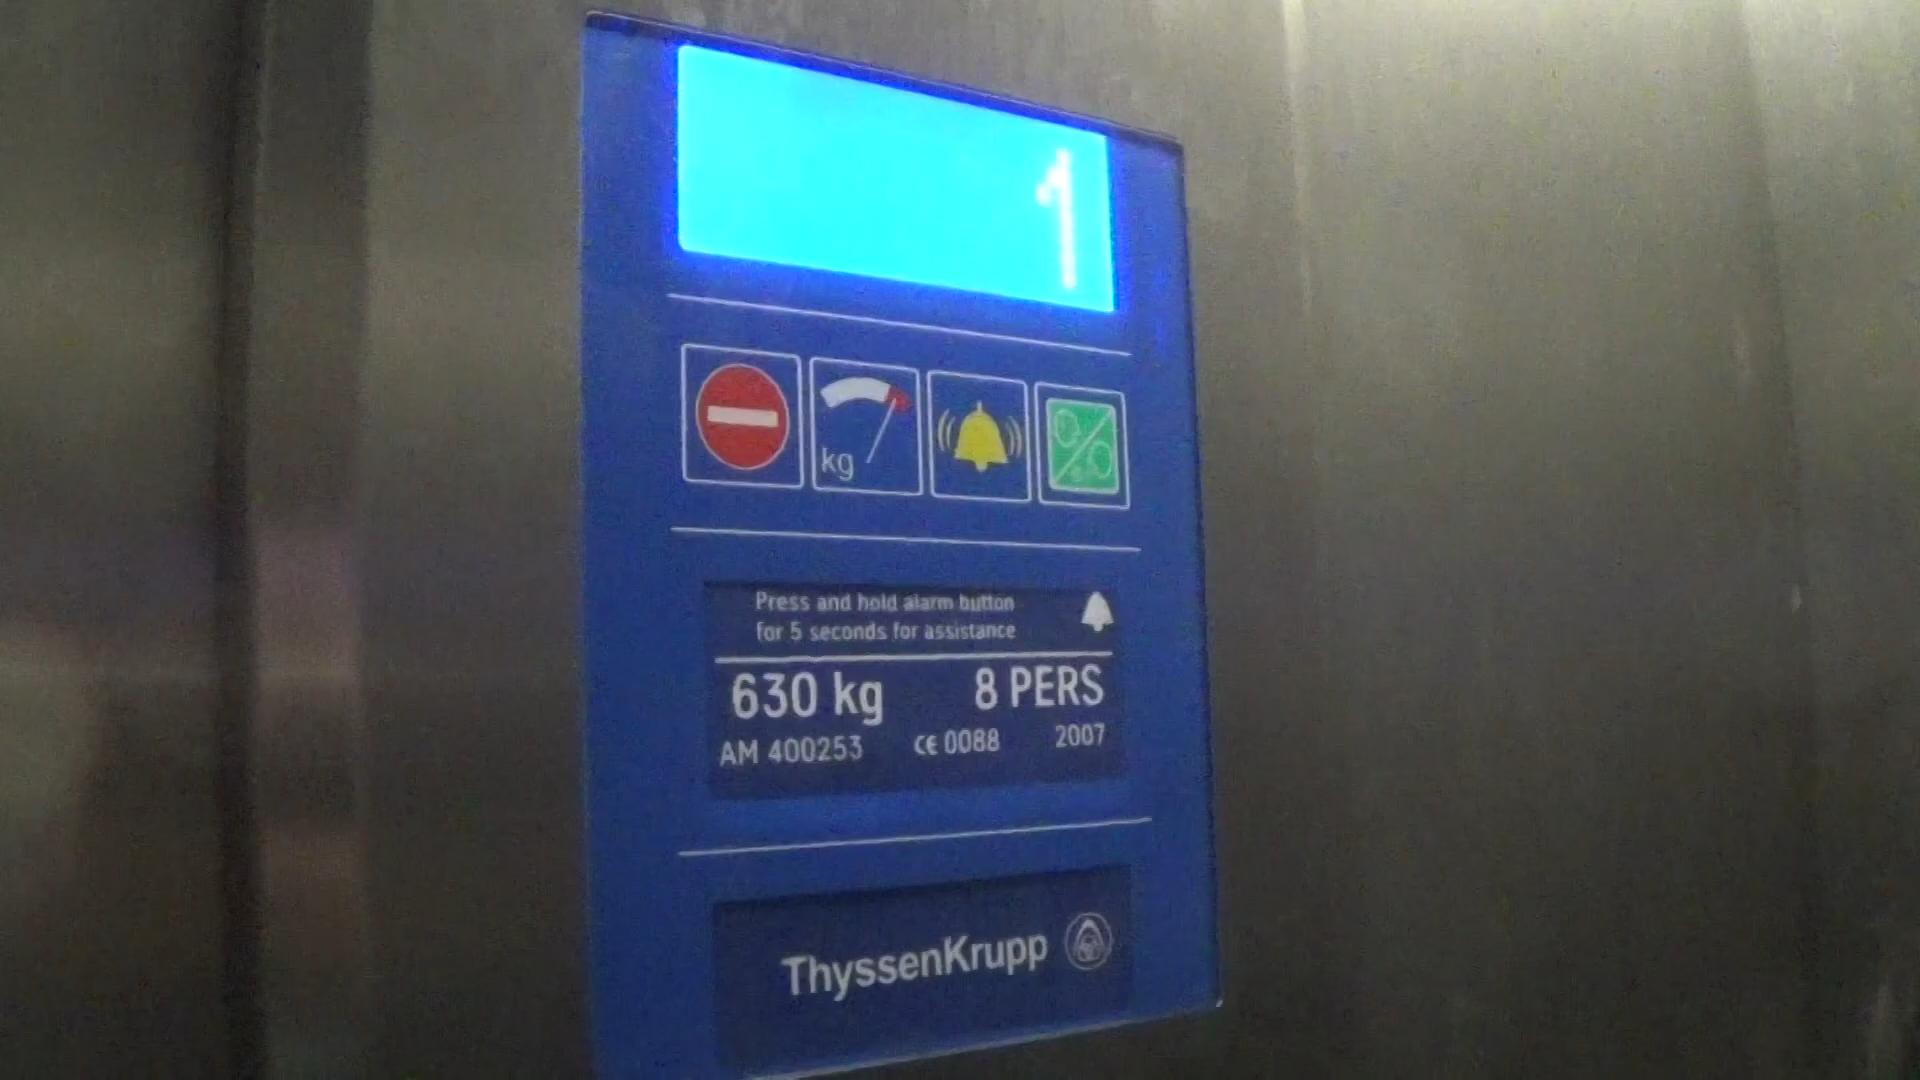 1
kg
Press and hold alarm button
for 5 seconds for assistance
630 kg 8 PERS
AM 400253 CE 0088 2007
ThyssenKrupp